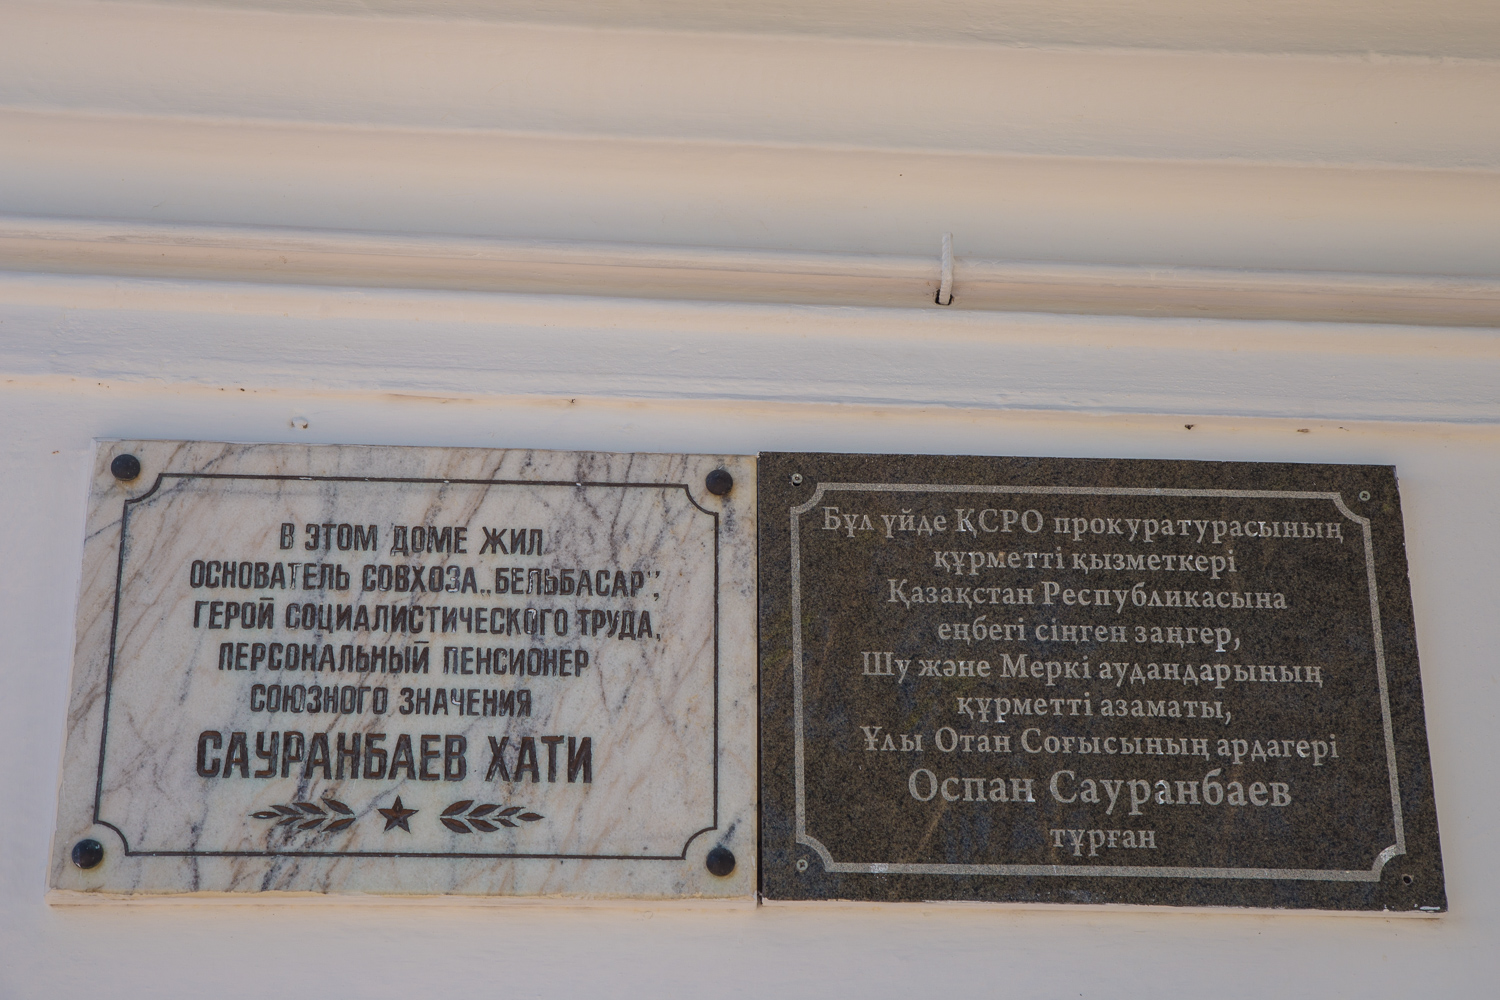 В ЭТОМ ДОМЕ ЖИЛ
ОСНОВАТЕЛЬ СОВХОЗА „БЕЛЬБАСАР”,
ГЕРОЙ СОЦИАЛИСТИЧЕСКОГО ТРУДА,
ПЕРСОНАЛЬНЫЙ ПЕНСИОНЕР
СОЮЗНОГО ЗНАЧЕНИЯ
САУРАНБАЕВ ХАТИ
Бұл үйде ҚСРО прокуратурасының
құрметті қызметкері
Қазақстан Республикасына
еңбегі сінген заңгер,
Шу және Меркі аудандарының
құрметті азаматы,
Ұлы Отан Соғысының ардагері
Оспан Сауранбаев
тұрған